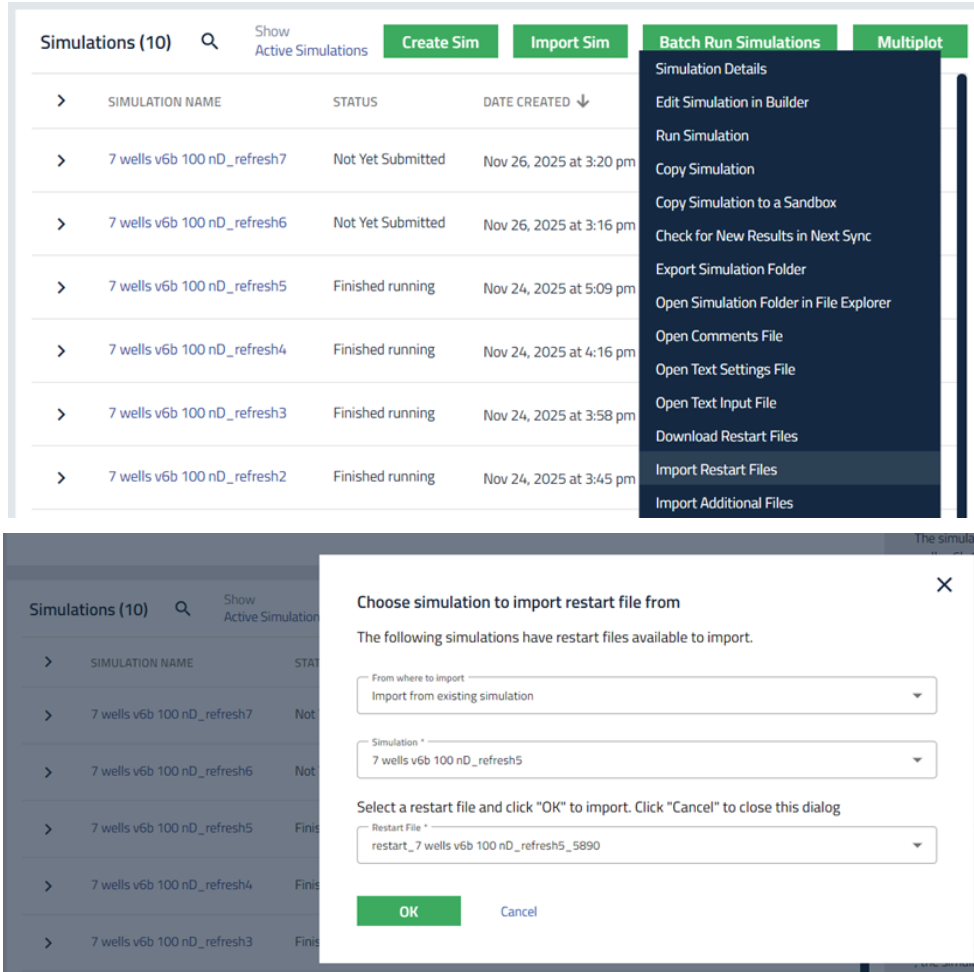 Simulations (10)
Show
Active Simulations
Create Sim
Import Sim
Batch Run Simulations
Multiplot
SIMULATION NAME
STATUS
DATE CREATED
7 wells v6b 100 nD_refresh7
Not Yet Submitted
Nov 26, 2025 at 3:20 pm
7 wells v6b 100 nD_refresh6
Not Yet Submitted
Nov 26, 2025 at 3:16 pm
7 wells v6b 100 nD_refresh5
Finished running
Nov 24, 2025 at 5:09 pm
7 wells v6b 100 nD_refresh4
Finished running
Nov 24, 2025 at 4:16 pm
7 wells v6b 100 nD_refresh3
Finished running
Nov 24, 2025 at 3:58 pm
7 wells v6b 100 nD_refresh2
Finished running
Nov 24, 2025 at 3:45 pm
Simulation Details
Edit Simulation in Builder
Run Simulation
Copy Simulation
Copy Simulation to a Sandbox
Check for New Results in Next Sync
Export Simulation Folder
Open Simulation Folder in File Explorer
Open Comments File
Open Text Settings File
Open Text Input File
Download Restart Files
Import Restart Files
Import Additional Files
The simula
Simulations (10)
Show
Active Simulation
SIMULATION NAME
STAT
7 wells v6b 100 nD_refresh7
Not
7 wells v6b 100 nD_refresh6
Not
7 wells v6b 100 nD_refresh5
Finis
7 wells v6b 100 nD_refresh4
Finis
7 wells v6b 100 nD_refresh3
Finis
Choose simulation to import restart file from
The following simulations have restart files available to import.
From where to import
Import from existing simulation
Simulation *
7 wells v6b 100 nD_refresh5
Select a restart file and click "OK" to import. Click "Cancel" to close this dialog
Restart File *
restart_7 wells v6b 100 nD_refresh5_5890
OK
Cancel